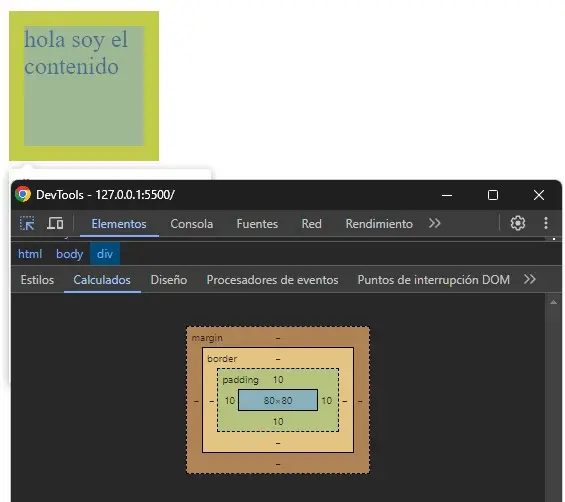 hola soy el
contenido
DevTools - 127.0.0.1:5500/
Elementos Consola Fuentes Red Rendimiento
html body div
Estilos Calculados Diseño Procesadores de eventos Puntos de interrupción DOM
margin –
border –
padding 10
– – 10 80×80 10 – –
10
–
–